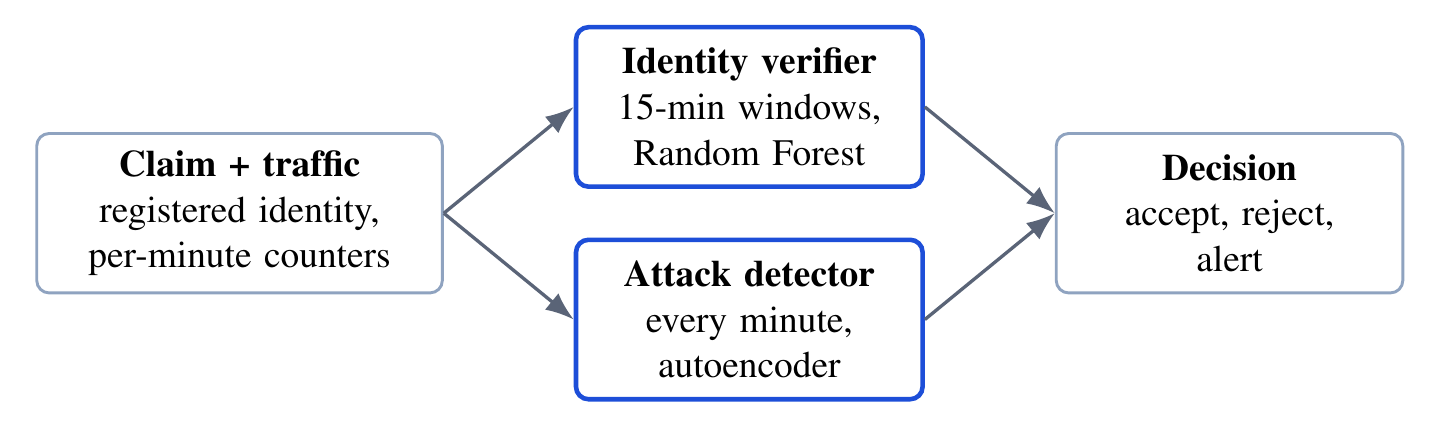 Claim + traffic
registered identity,
per-minute counters
Identity verifier
15-min windows,
Random Forest
Attack detector
every minute,
autoencoder
Decision
accept, reject,
alert